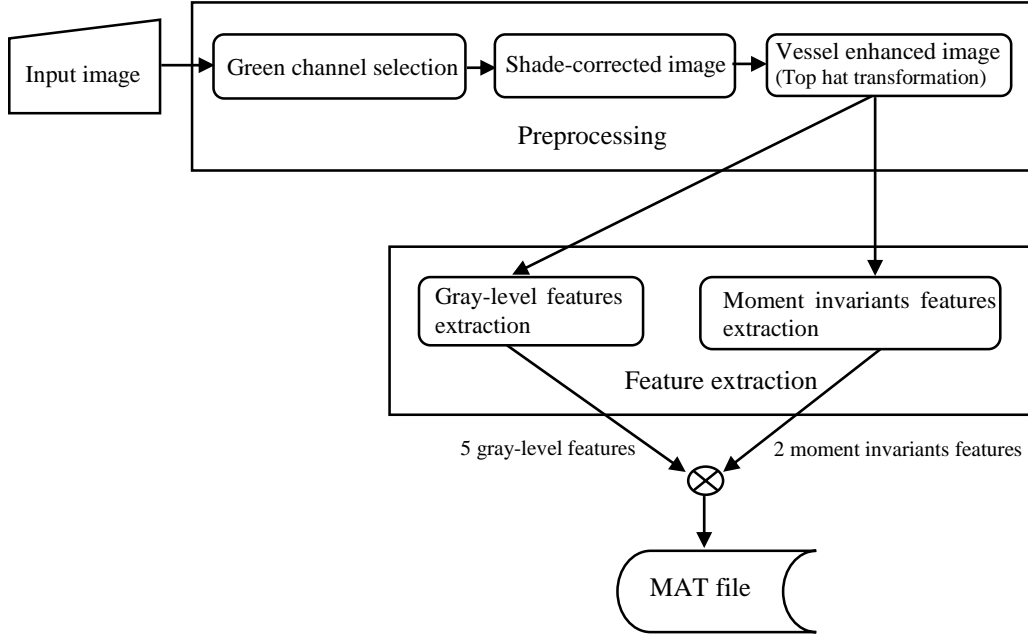 Input image
Green channel selection
Shade-corrected image
Vessel enhanced image
(Top hat transformation)
Preprocessing
Gray-level features
extraction
Moment invariants features
extraction
Feature extraction
5 gray-level features
2 moment invariants features
MAT file